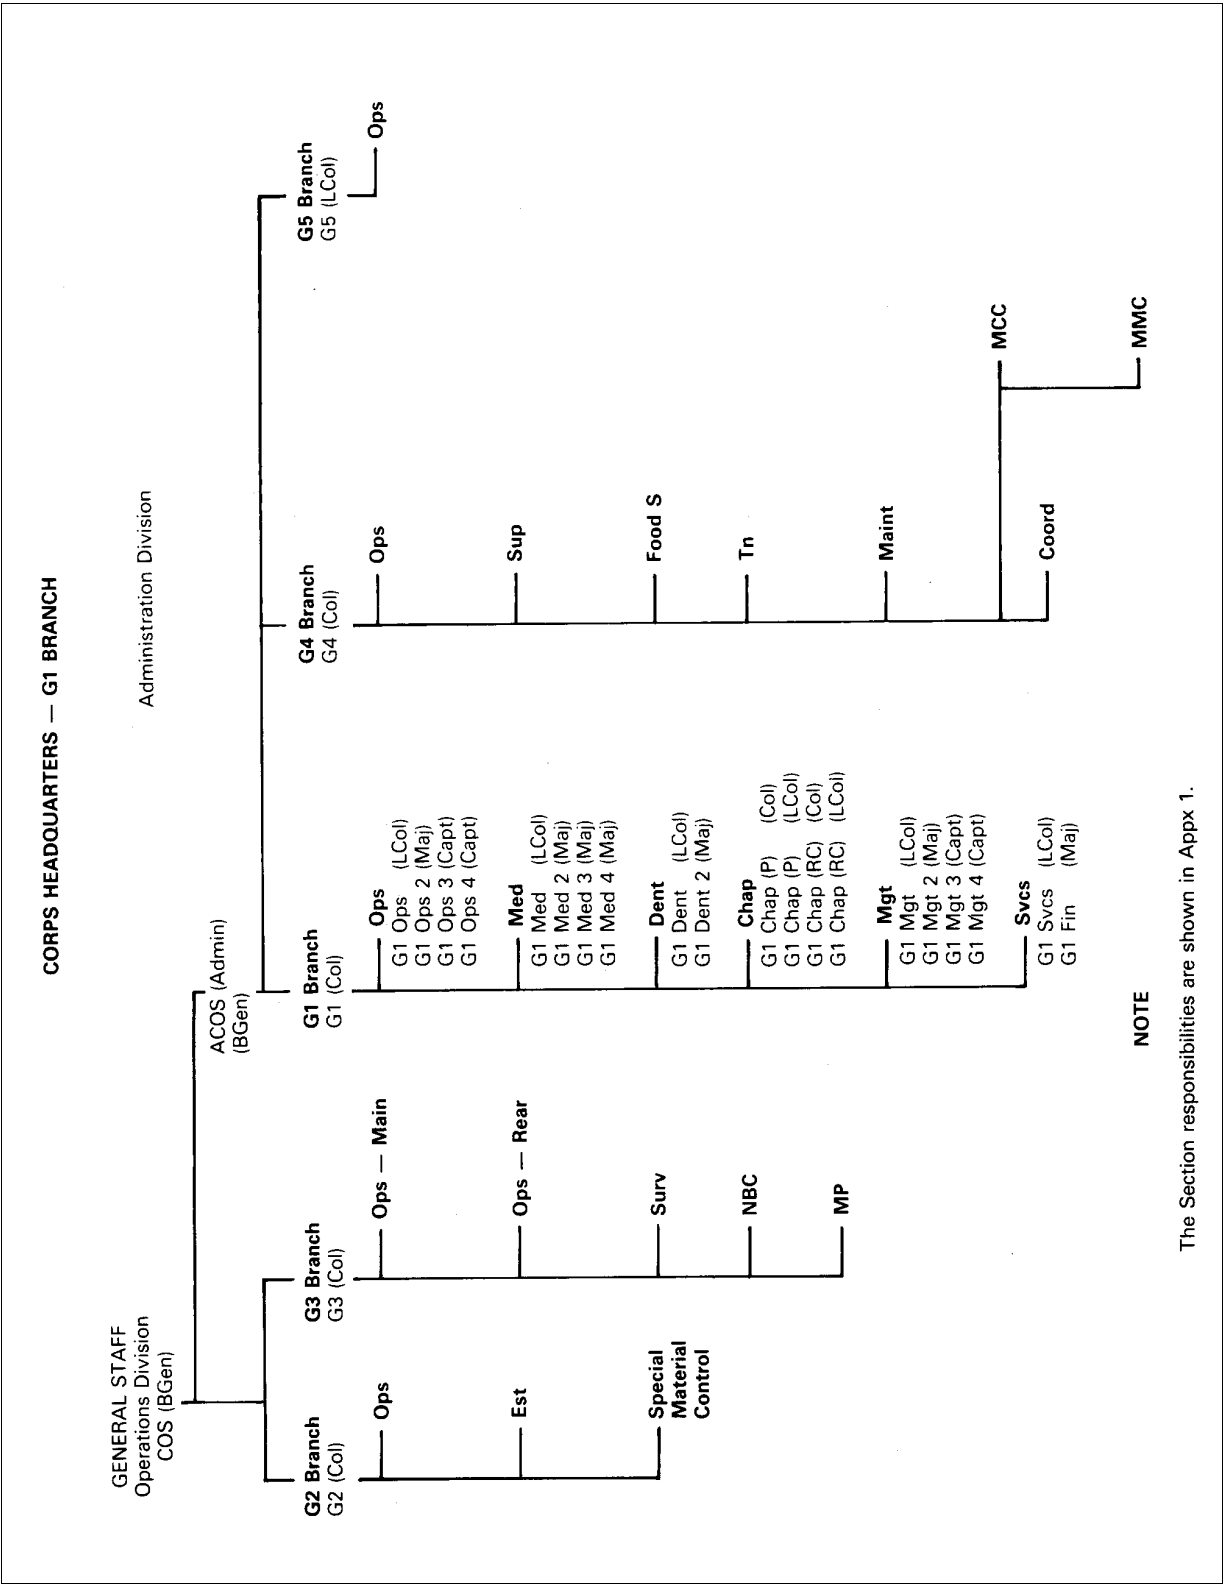 CORPS HEADQUARTERS — G1 BRANCH
GENERAL STAFF
Operations Division
COS (BGen)
Administration Division
ACOS (Admin)
(BGen)
G2 Branch
G2 (Col)
Ops
Est
Special
Material
Control
G3 Branch
G3 (Col)
Ops — Main
Ops — Rear
Surv
NBC
MP
G1 Branch
G1 (Col)
Ops
G1 Ops (LCol)
G1 Ops 2 (Maj)
G1 Ops 3 (Capt)
G1 Ops 4 (Capt)
Med
G1 Med (LCol)
G1 Med 2 (Maj)
G1 Med 3 (Maj)
G1 Med 4 (Maj)
Dent
G1 Dent (LCol)
G1 Dent 2 (Maj)
Chap
G1 Chap (P) (Col)
G1 Chap (P) (LCol)
G1 Chap (RC) (Col)
G1 Chap (RC) (LCol)
Mgt
G1 Mgt (LCol)
G1 Mgt 2 (Maj)
G1 Mgt 3 (Capt)
G1 Mgt 4 (Capt)
Svcs
G1 Svcs (LCol)
G1 Fin (Maj)
G4 Branch
G4 (Col)
Ops
Sup
Food S
Tn
Maint
MCC
Coord
MMC
G5 Branch
G5 (LCol)
Ops
NOTE
The Section responsibilities are shown in Appx 1.